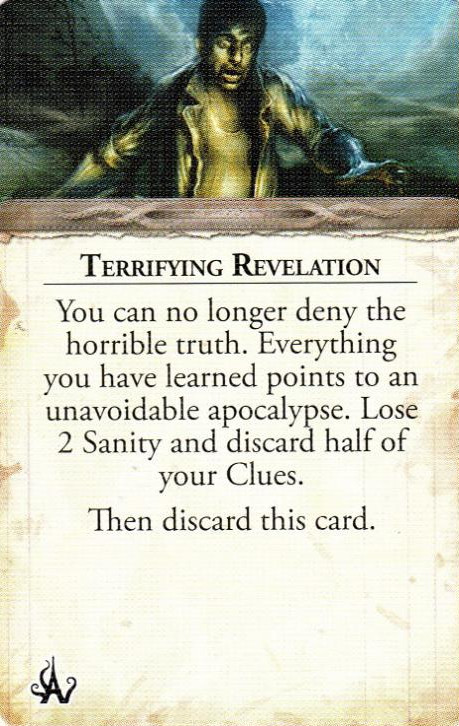 Terrifying Revelation
You can no longer deny the
horrible truth. Everything
you have learned points to an
unavoidable apocalypse. Lose
2 Sanity and discard half of
your Clues.
Then discard this card.